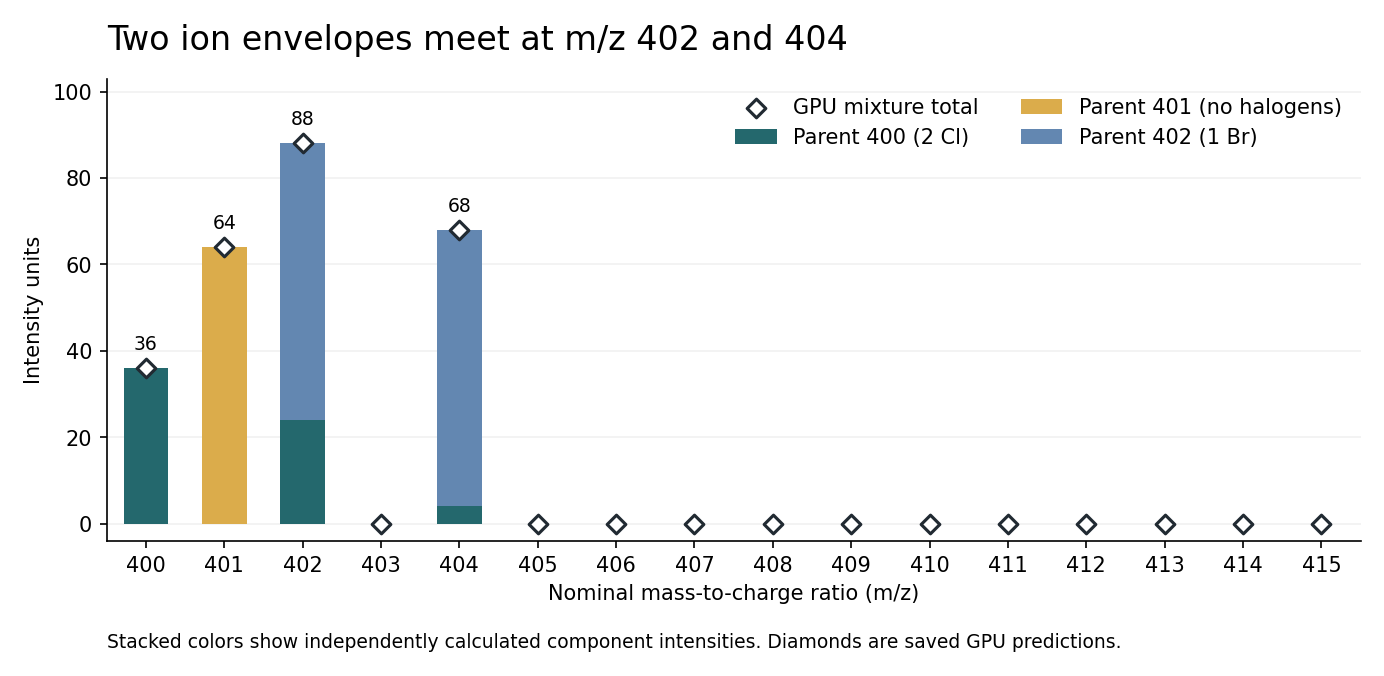 Two ion envelopes meet at m/z 402 and 404
100
80
60
40
20
0
Intensity units
GPU mixture total
Parent 400 (2 Cl)
Parent 401 (no halogens)
Parent 402 (1 Br)
36
64
88
68
400 401 402 403 404 405 406 407 408 409 410 411 412 413 414 415
Nominal mass-to-charge ratio (m/z)
Stacked colors show independently calculated component intensities. Diamonds are saved GPU predictions.